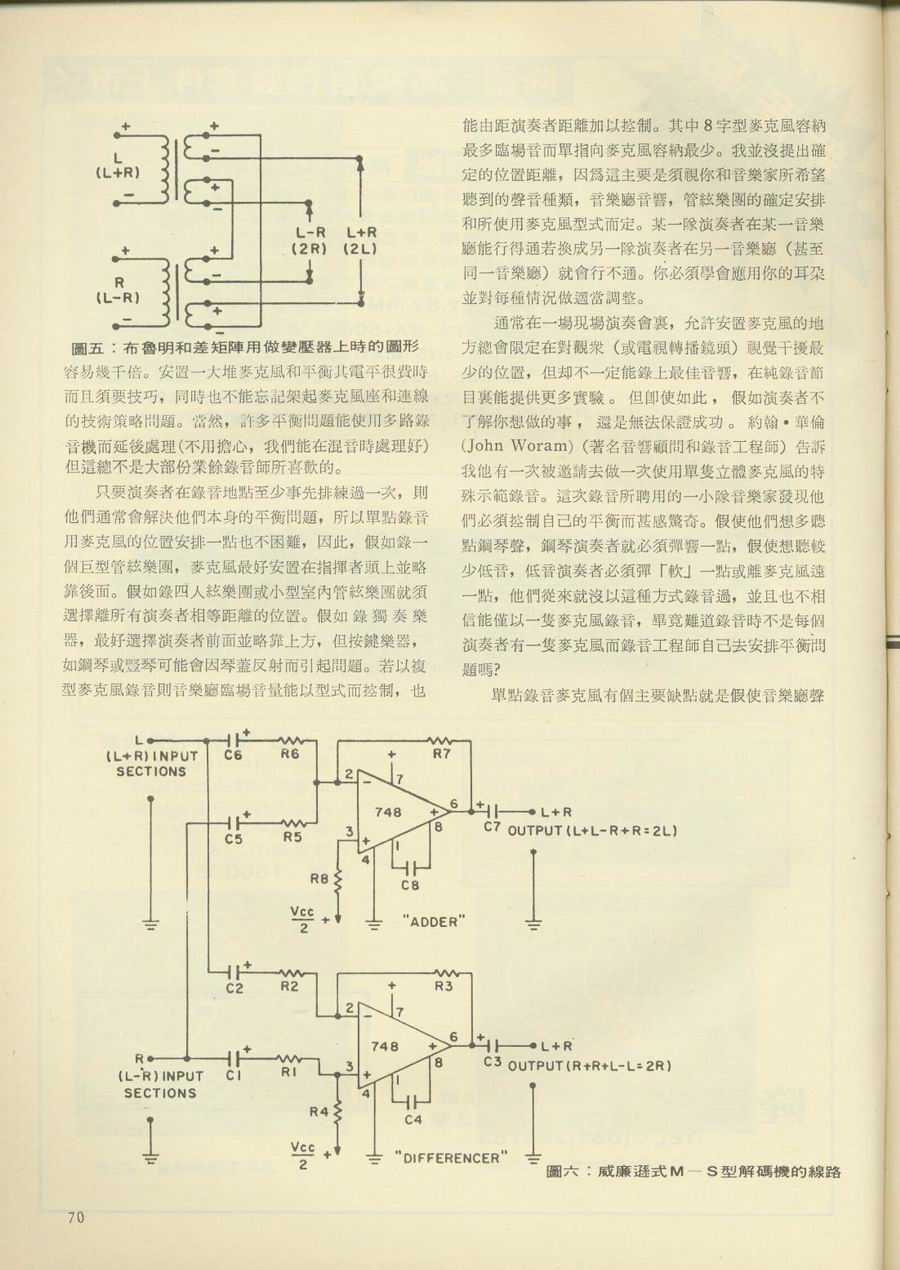 + +
L
(L+R)
−
−
+
−
L−R L+R
(2R) (2L)
+ +
R
(L−R)
−
+
− −
圖五：布魯明和差矩陣用做變壓器上時的圖形
容易幾千倍。安置一大堆麥克風和平衡其電平很費時
而且須要技巧，同時也不能忘記架起麥克風座和連線
的技術策略問題。當然，許多平衡問題能使用多路錄
音機而延後處理(不用擔心，我們能在混音時處理好)
但這總不是大部份業餘錄音師所喜歡的。
只要演奏者在錄音地點至少事先排練過一次，則
他們通常會解決他們本身的平衡問題，所以單點錄音
用麥克風的位置安排一點也不困難，因此，假如錄一
個巨型管絃樂團，麥克風最好安置在指揮者頭上並略
靠後面。假如錄四人絃樂團或小型室內管絃樂團就須
選擇離所有演奏者相等距離的位置。假如錄獨奏樂
器，最好選擇演奏者前面並略靠上方，但按鍵樂器，
如鋼琴或豎琴可能會因琴蓋反射而引起問題。若以複
型麥克風錄音則音樂廳臨場音量能以型式而控制，也
能由距演奏者距離加以控制。其中8字型麥克風容納
最多臨場音而單指向麥克風容納最少。我並沒提出確
定的位置距離，因爲這主要是須視你和音樂家所希望
聽到的聲音種類，音樂廳音響，管絃樂團的確定安排
和所使用麥克風型式而定。某一隊演奏者在某一音樂
廳能行得通若換成另一隊演奏者在另一音樂廳（甚至
同一音樂廳）就會行不通。你必須學會應用你的耳朶
並對每種情況做適當調整。
通常在一場現場演奏會裏，允許安置麥克風的地
方總會限定在對觀衆（或電視轉播鏡頭）視覺干擾最
少的位置，但却不一定能錄上最佳音響，在純錄音節
目裏能提供更多實驗。但即使如此，假如演奏者不
了解你想做的事，還是無法保證成功。約翰•華倫
(John Woram)（著名音響顧問和錄音工程師）告訴
我他有一次被邀請去做一次使用單隻立體麥克風的特
殊示範錄音。這次錄音所聘用的一小隊音樂家發現他
們必須控制自己的平衡而甚感驚奇。假使他們想多聽
點鋼琴聲，鋼琴演奏者就必須彈響一點，假使想聽較
少低音，低音演奏者必須彈「軟」一點或離麥克風遠
一點，他們從來就沒以這種方式錄音過，並且也不相
信能僅以一隻麥克風錄音，畢竟難道錄音時不是每個
演奏者有一隻麥克風而錄音工程師自己去安排平衡問
題嗎?
單點錄音麥克風有個主要缺點就是假使音樂廳聲
L
(L+R) INPUT
SECTIONS
C6 + R6
C5 + R5
R7
+
2 − 7
748
3 + 4 1 + 8 6
R8
C8
Vcc/2 +
"ADDER"
+ C7
L+R
OUTPUT (L+L−R+R=2L)
C2 + R2
R3
+
2 − 7
748
3 + 4 1 + 8 6
R
(L-R) INPUT
SECTIONS
C1 + R1
R4
C4
Vcc/2 +
"DIFFERENCER"
+ C3
L+R
OUTPUT (R+R+L−L=2R)
圖六：威廉遜式M－S型解碼機的線路
70